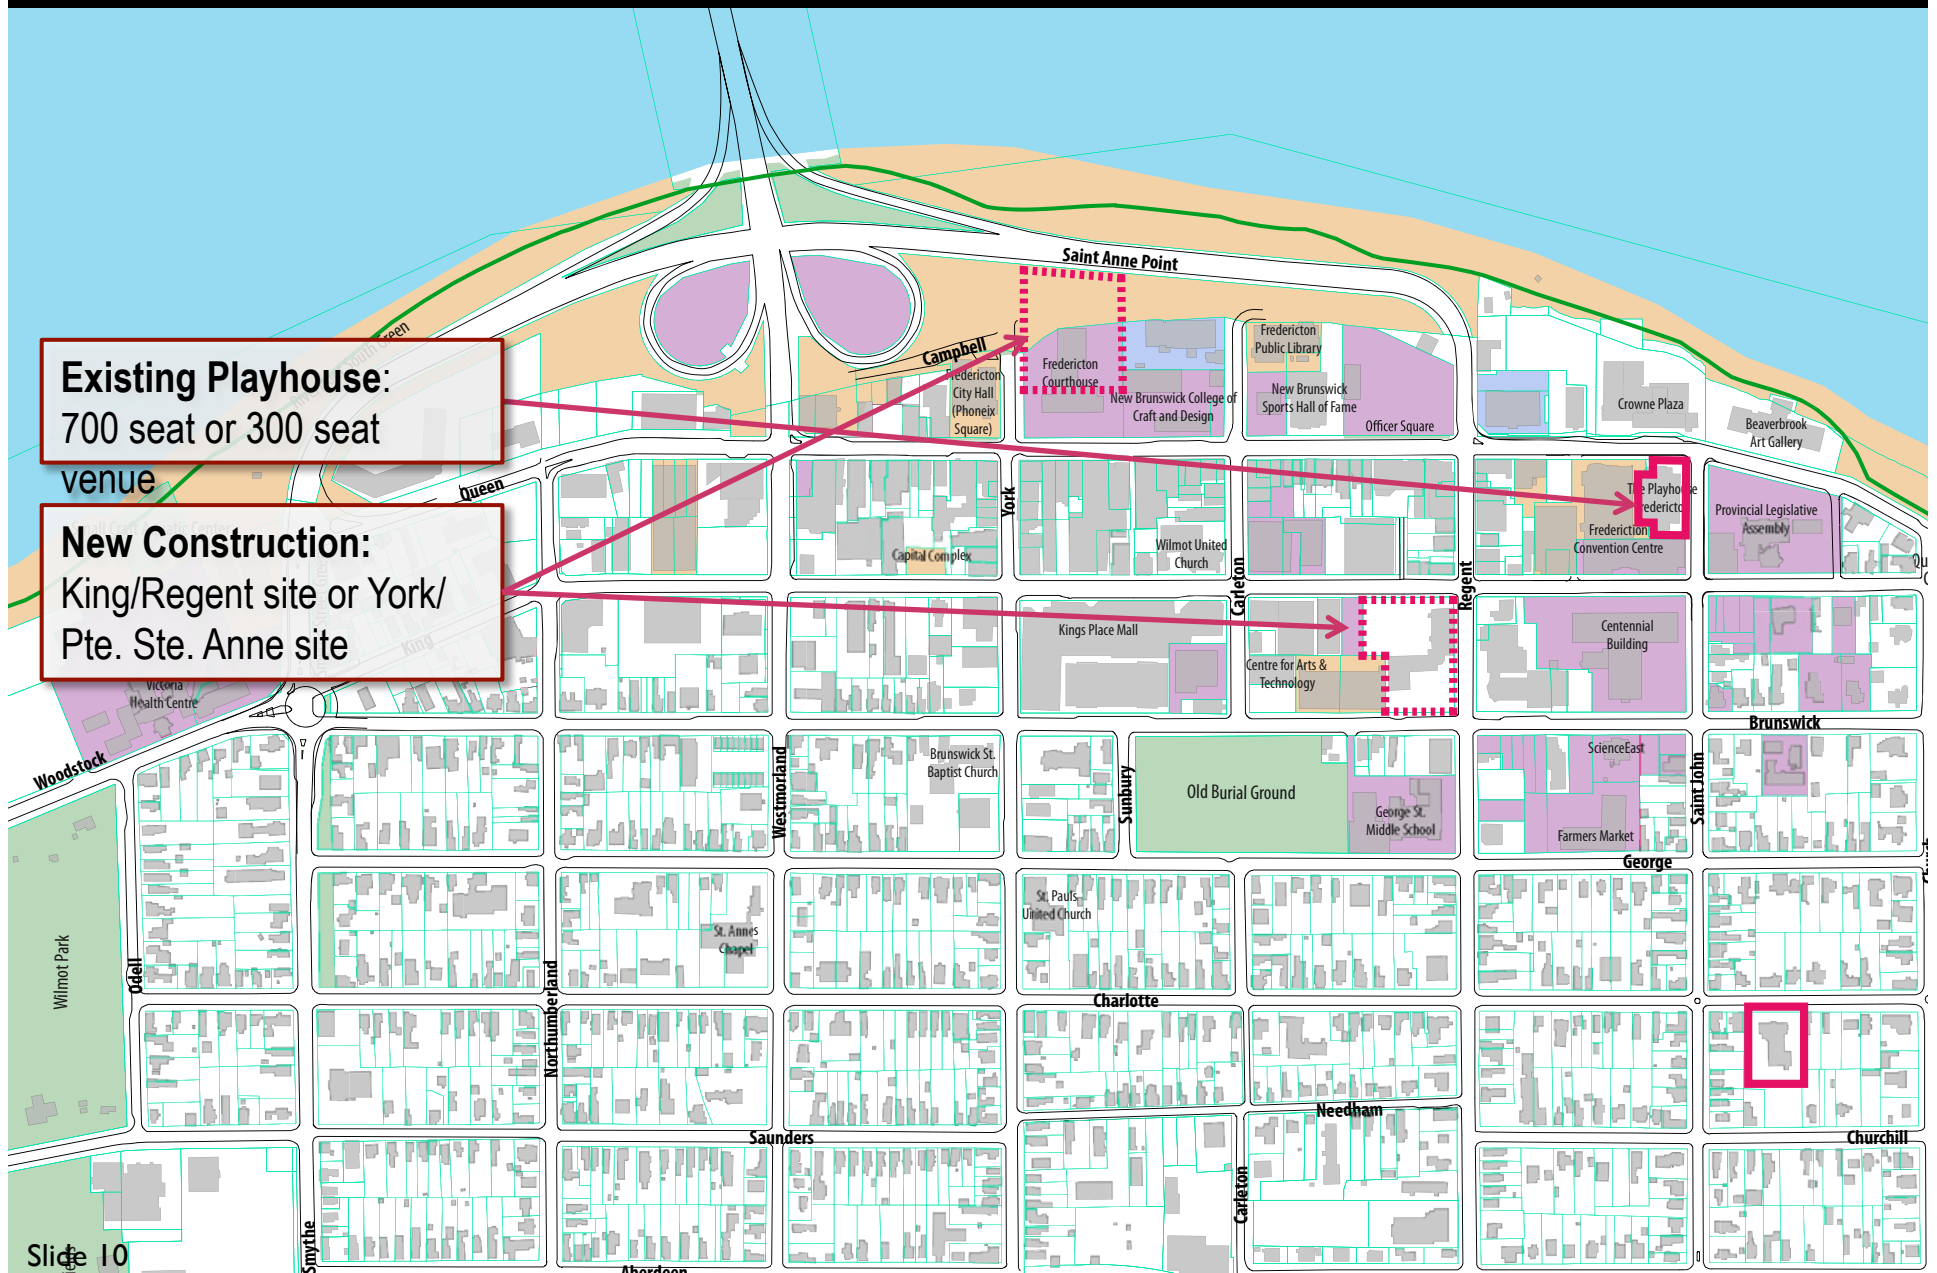 Saint Anne Point
Existing Playhouse:
700 seat or 300 seat
venue
New Construction:
King/Regent site or York/
Pte. Ste. Anne site
Campbell
Fredericton
City Hall
(Phoneix
Square)
Fredericton
Courthouse
New Brunswick College of
Craft and Design
Fredericton
Public Library
New Brunswick
Sports Hall of Fame
Officer Square
Crowne Plaza
Beaverbrook
Art Gallery
Queen
York
Capital Complex
Wilmot United
Church
Carleton
Regent
The Playhouse
Fredericton
Fredericton
Convention Centre
Provincial Legislative
Assembly
King
Kings Place Mall
Centre for Arts &
Technology
Centennial
Building
Victoria
Health Centre
Brunswick
Woodstock
Westmorland
Brunswick St.
Baptist Church
Sunbury
Old Burial Ground
George St.
Middle School
ScienceEast
Farmers Market
Saint John
George
Wilmot Park
Odell
Northumberland
St. Annes
Chapel
St. Pauls
United Church
Charlotte
Needham
Saunders
Churchill
Carleton
Smythe
Aberdeen
Slide 10